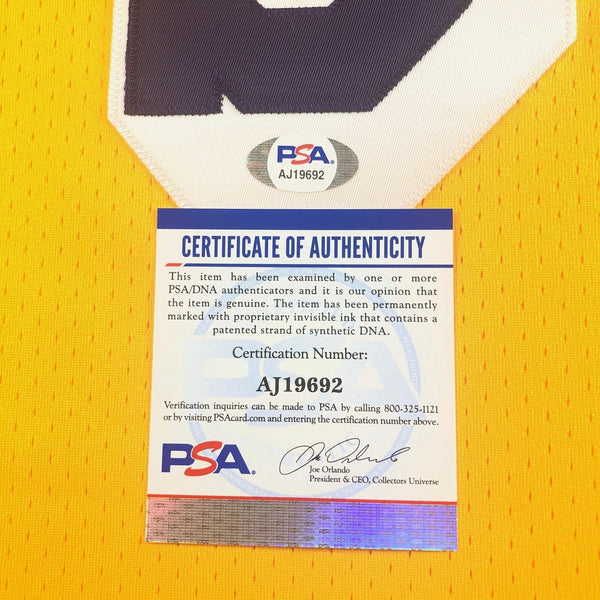 PSA
AJ19692
CERTIFICATE OF AUTHENTICITY
This item has been examined by one or more
PSA/DNA authenticators and it is our opinion that
the item is genuine. The item has been permanently
marked with proprietary invisible ink that contains a
patented strand of synthetic DNA.
Certification Number:
AJ19692
Verification inquiries can be made to PSA by calling 800-325-1121
or by visiting PSAcard.com and entering the certification number above.
PSA.
Joe Orlando
Joe Orlando
President & CEO, Collectors Universe